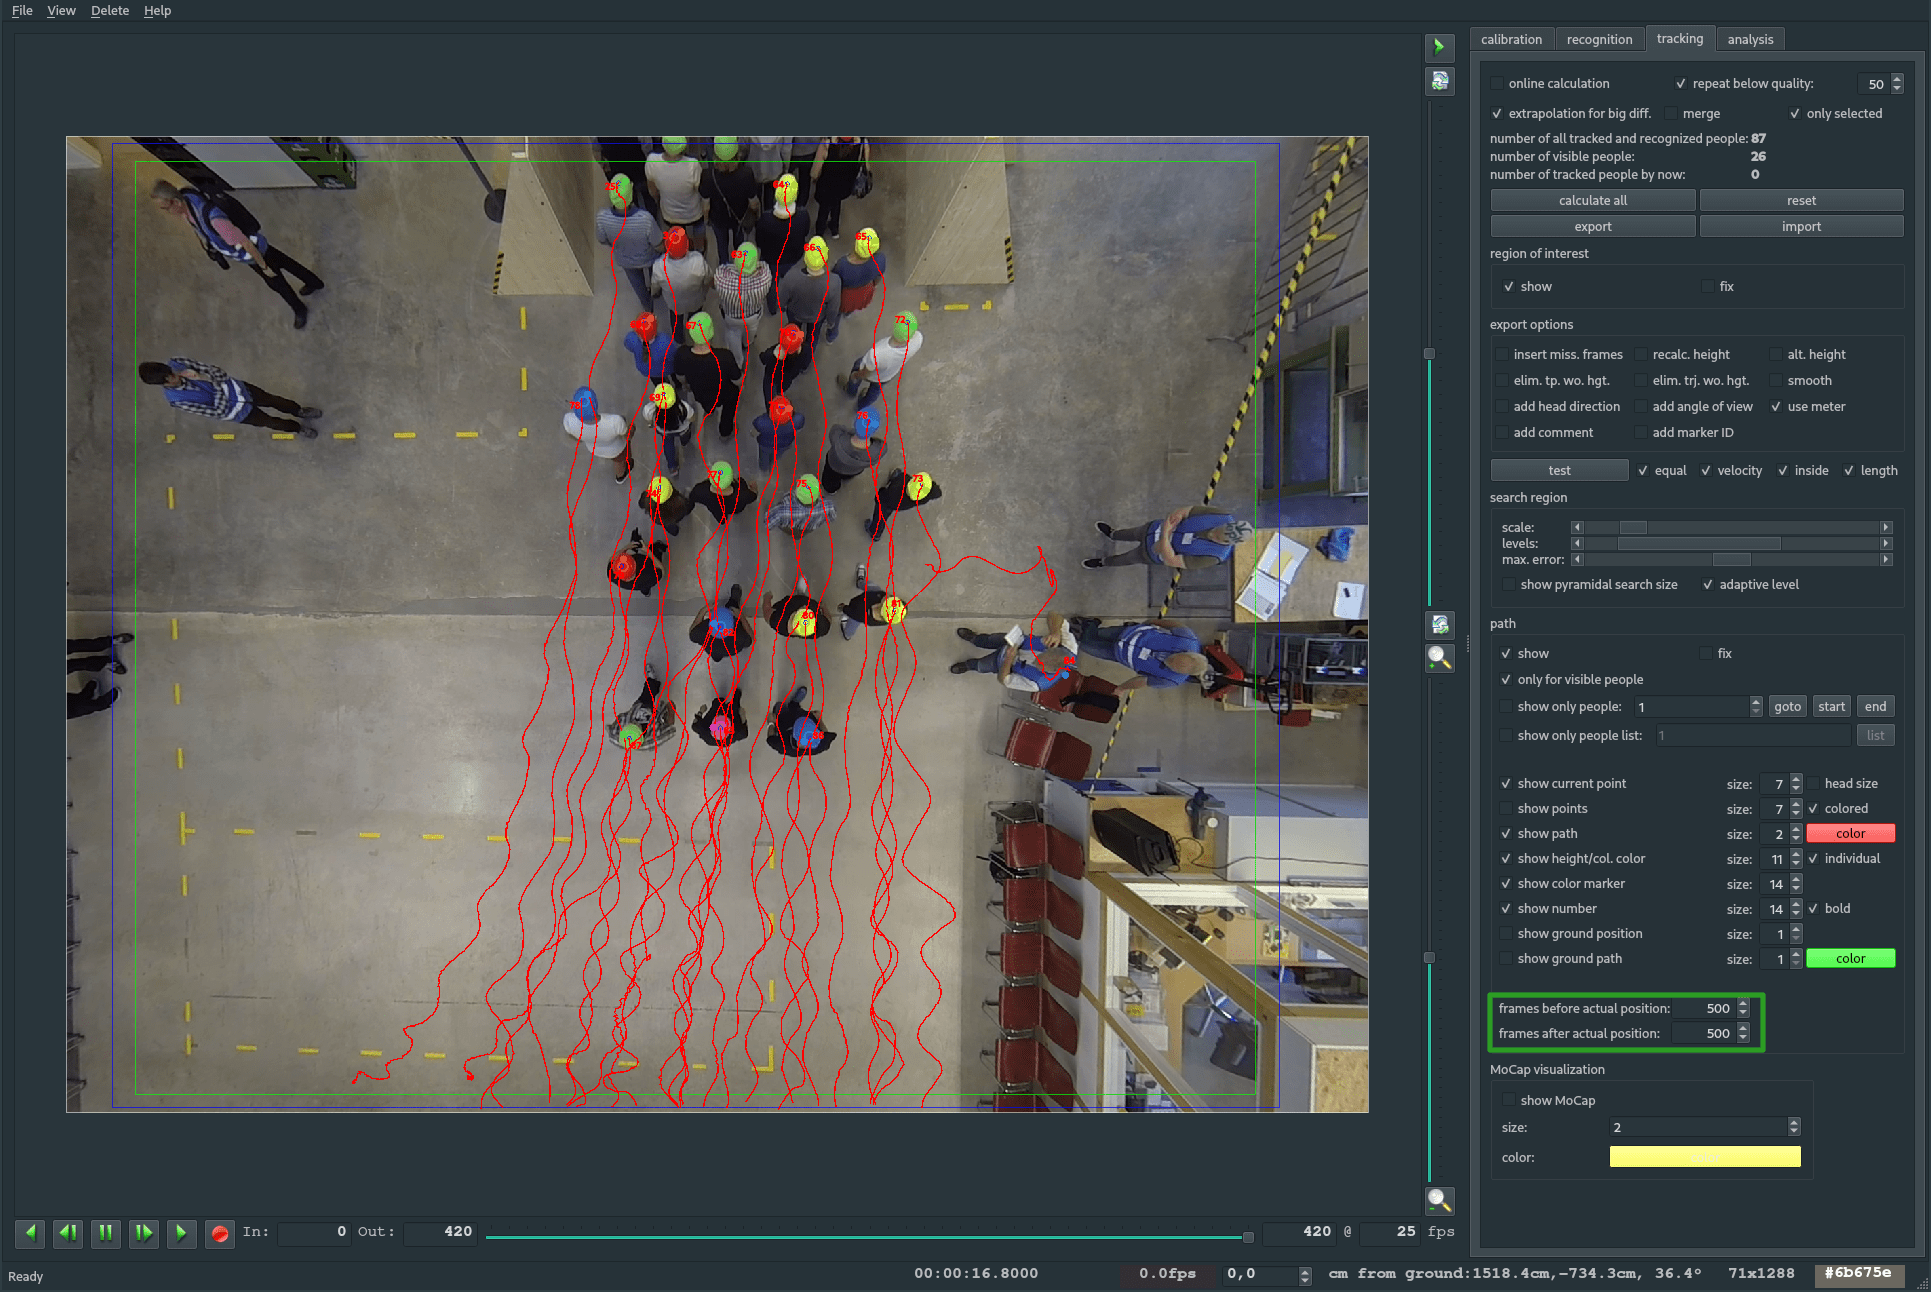 File View Delete Help
calibration recognition tracking analysis
online calculation repeat below quality: 50
extrapolation for big diff. merge only selected
number of all tracked and recognized people: 87
number of visible people: 26
number of tracked people by now: 0
calculate all reset
export import
region of interest
show fix
export options
insert miss. frames recalc. height alt. height
elim. tp. wo. hgt. elim. trj. wo. hgt. smooth
add head direction add angle of view use meter
add comment add marker ID
test equal velocity inside length
search region
scale:
levels:
max. error:
show pyramidal search size adaptive level
path
show fix
only for visible people
show only people: 1 goto start end
show only people list: 1 list
show current point size: 7 head size
show points size: 7 colored
show path size: 2 color
show height/col. color size: 11 individual
show color marker size: 14
show number size: 14 bold
show ground position size: 1
show ground path size: 1 color
frames before actual position: 500
frames after actual position: 500
MoCap visualization
show MoCap
size: 2
color:
64
65
66
63
72
67
69
73
75
In: 0 Out: 420 420 @ 25 fps
Ready 00:00:16.8000 0.0fps 0,0 cm from ground:1518.4cm,-734.3cm, 36.4° 71x1288 #6b675e